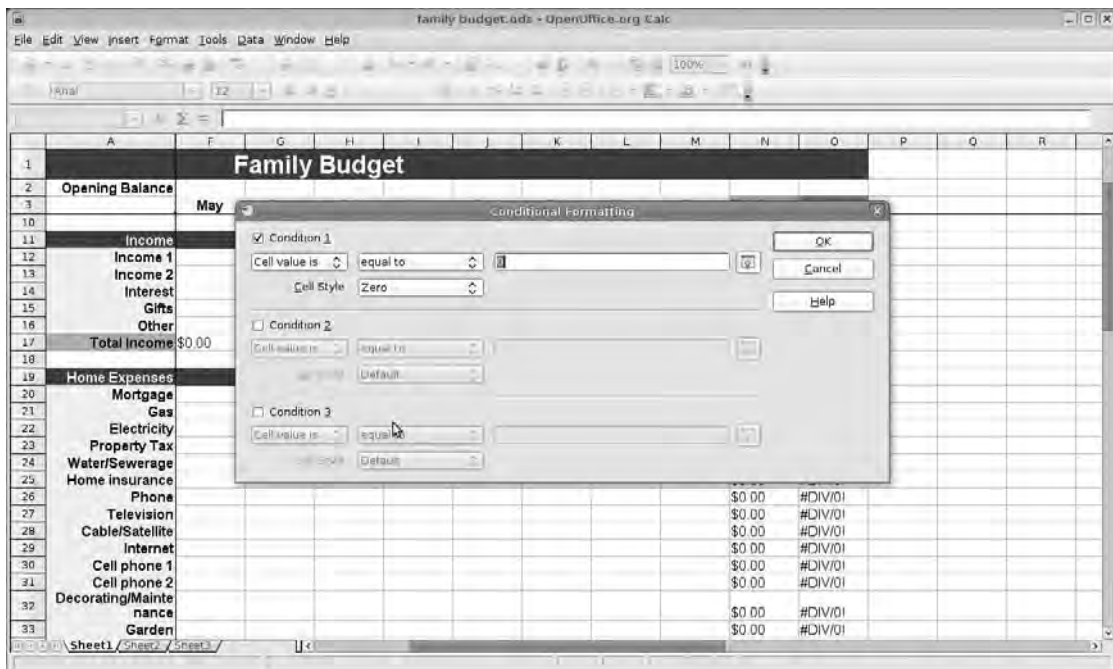 family budget.ods - OpenOffice.org Calc
File Edit View Insert Format Tools Data Window Help
100%
Arial 12
Σ =
A F G H I J K L M N O P Q R
1 Family Budget
2 Opening Balance
3 May
10
11 Income
12 Income 1
13 Income 2
14 Interest
15 Gifts
16 Other
17 Total Income $0.00
18
19 Home Expenses
20 Mortgage
21 Gas
22 Electricity
23 Property Tax
24 Water/Sewerage
25 Home insurance
26 Phone $0.00 #DIV/0!
27 Television $0.00 #DIV/0!
28 Cable/Satellite $0.00 #DIV/0!
29 Internet $0.00 #DIV/0!
30 Cell phone 1 $0.00 #DIV/0!
31 Cell phone 2 $0.00 #DIV/0!
32 Decorating/Mainte
nance $0.00 #DIV/0!
33 Garden $0.00 #DIV/0!
Sheet1 Sheet2 Sheet3
Conditional Formatting
Condition 1
Cell value is equal to
Cell Style Zero
Condition 2
Cell value is equal to
Default
Condition 3
Cell value is equal to
Cell Style Default
OK
Cancel
Help